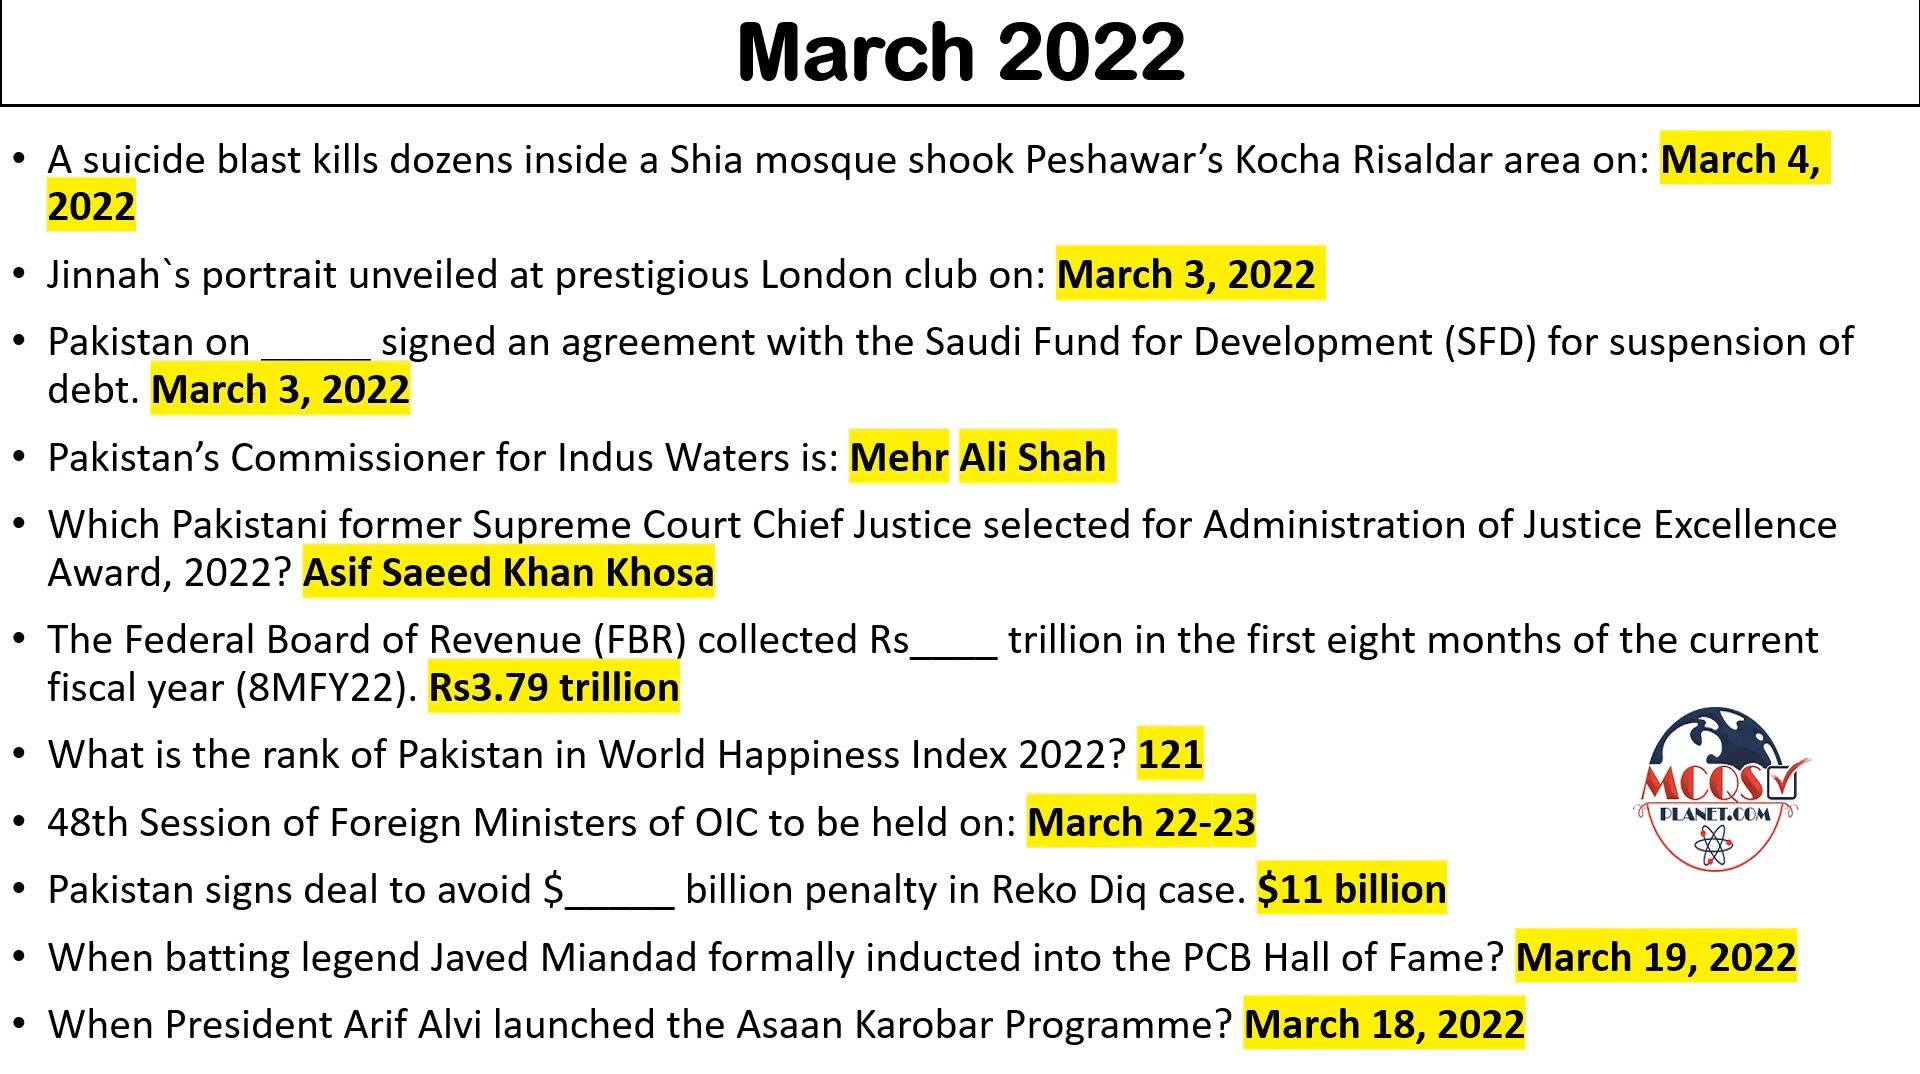 March 2022
• A suicide blast kills dozens inside a Shia mosque shook Peshawar’s Kocha Risaldar area on: March 4,
2022
• Jinnah`s portrait unveiled at prestigious London club on: March 3, 2022
• Pakistan on _____ signed an agreement with the Saudi Fund for Development (SFD) for suspension of
debt. March 3, 2022
• Pakistan’s Commissioner for Indus Waters is: Mehr Ali Shah
• Which Pakistani former Supreme Court Chief Justice selected for Administration of Justice Excellence
Award, 2022? Asif Saeed Khan Khosa
• The Federal Board of Revenue (FBR) collected Rs____ trillion in the first eight months of the current
fiscal year (8MFY22). Rs3.79 trillion
• What is the rank of Pakistan in World Happiness Index 2022? 121
• 48th Session of Foreign Ministers of OIC to be held on: March 22-23
• Pakistan signs deal to avoid $_____ billion penalty in Reko Diq case. $11 billion
• When batting legend Javed Miandad formally inducted into the PCB Hall of Fame? March 19, 2022
• When President Arif Alvi launched the Asaan Karobar Programme? March 18, 2022
MCQS
PLANET.COM